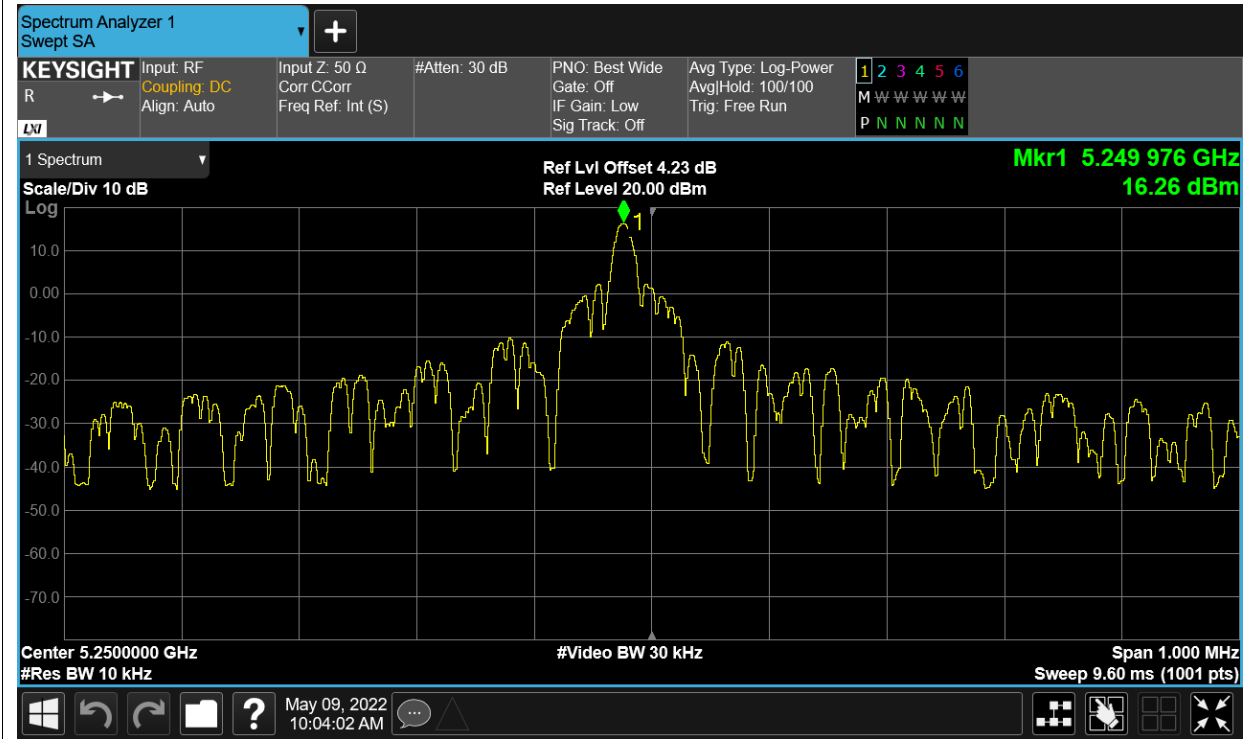 Spectrum Analyzer 1
Swept SA
▼
+
KEYSIGHT
R
LXI
Input: RF
Coupling: DC
Align: Auto
Input Z: 50 Ω
Corr CCorr
Freq Ref: Int (S)
#Atten: 30 dB
PNO: Best Wide
Gate: Off
IF Gain: Low
Sig Track: Off
Avg Type: Log-Power
Avg|Hold: 100/100
Trig: Free Run
1 2 3 4 5 6
M W W W W W
P N N N N N
1 Spectrum ▼
Scale/Div 10 dB
Log
Ref Lvl Offset 4.23 dB
Ref Level 20.00 dBm
Mkr1 5.249 976 GHz
16.26 dBm
1
10.0
0.00
-10.0
-20.0
-30.0
-40.0
-50.0
-60.0
-70.0
Center 5.2500000 GHz
#Res BW 10 kHz
#Video BW 30 kHz
Span 1.000 MHz
Sweep 9.60 ms (1001 pts)
?
May 09, 2022
10:04:02 AM